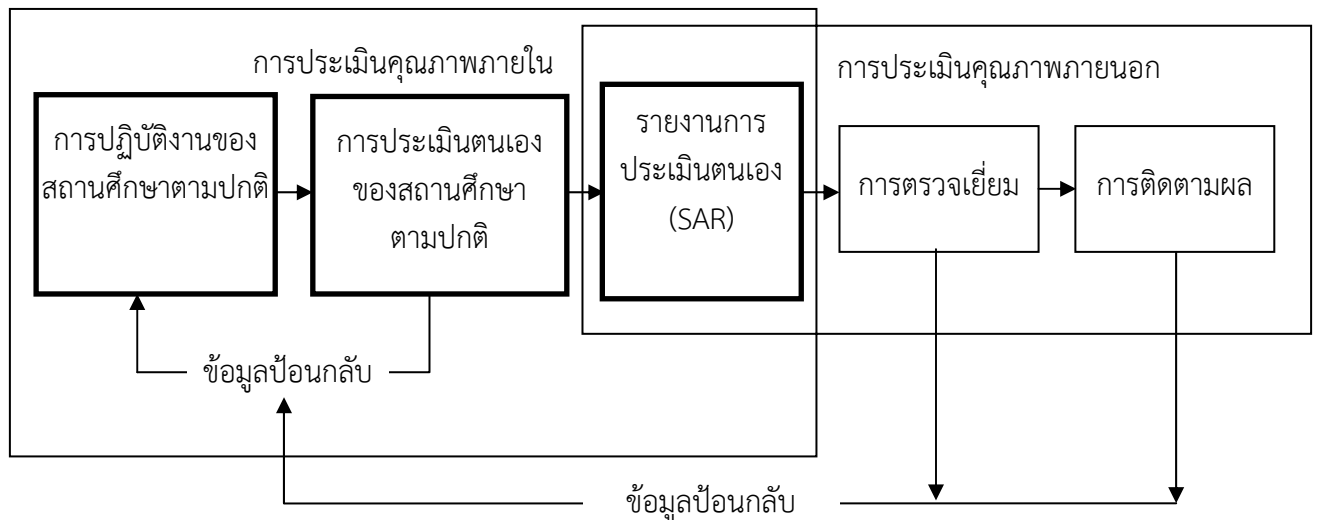 การประเมินคุณภาพภายใน
การประเมินคุณภาพภายนอก
การปฏิบัติงานของ
สถานศึกษาตามปกติ
การประเมินตนเอง
ของสถานศึกษา
ตามปกติ
รายงานการ
ประเมินตนเอง
(SAR)
การตรวจเยี่ยม
การติดตามผล
ข้อมูลป้อนกลับ
ข้อมูลป้อนกลับ